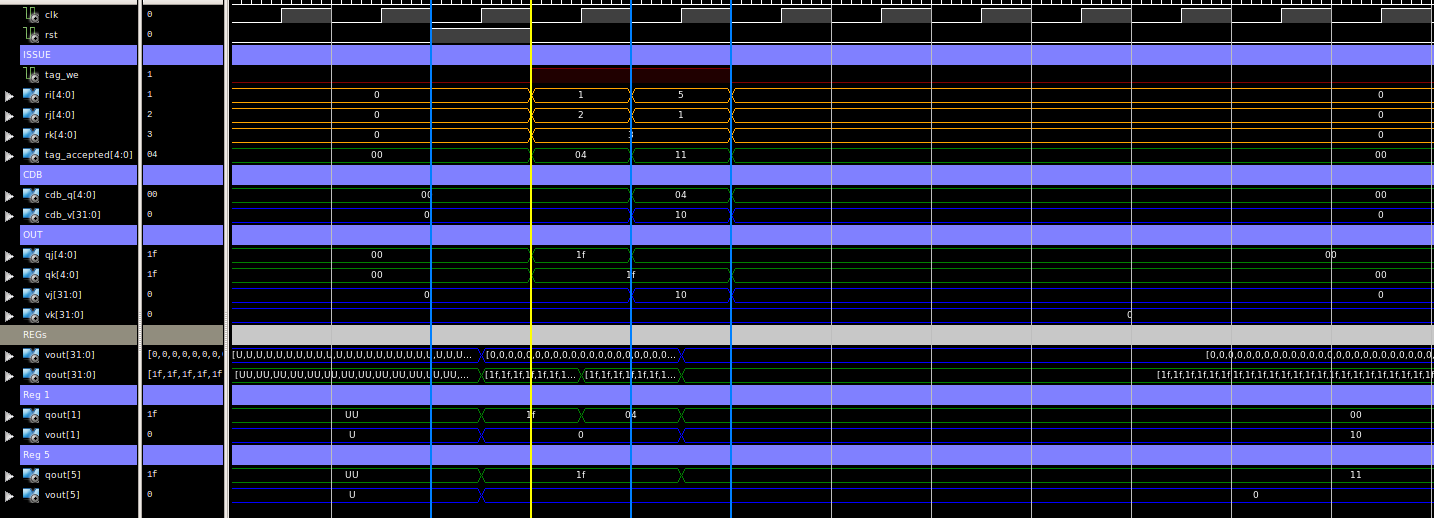 clk 0
rst 0
ISSUE
tag_we 1
ri[4:0] 1 0 1 5 0
rj[4:0] 2 0 2 1 0
rk[4:0] 3 0 3 0
tag_accepted[4:0] 04 00 04 11 00
CDB
cdb_q[4:0] 00 00 04 00
cdb_v[31:0] 0 0 10 0
OUT
qj[4:0] 1f 00 1f 00
qk[4:0] 1f 00 1f 00
vj[31:0] 0 0 10 0
vk[31:0] 0 0
REGs
vout[31:0] [0,0,0,0,0,0,0, [U,U,U,U,U,U,U,U,U,U,U,U,U,U,U,U,U,U,U,U,U,U,U... [0,0,0,0,0,0,0,0,0,0,0,0,0,0,0,0,0,0,0... [0,0,0,0,0,0,0,0,0,0,0,0,0,0,0,0,0,0,0,0,0,0,0,
qout[31:0] [1f,1f,1f,1f,1f [UU,UU,UU,UU,UU,UU,UU,UU,UU,UU,UU,UU,UU,... [1f,1f,1f,1f,1f,1f,1... [1f,1f,1f,1f,1f,1f,1... [1f,1f,1f,1f,1f,1f,1f,1f,1f,1f,1f,1f,1f,1f,1f,1f,1f,1f,1f,1f,1f
Reg 1
qout[1] 1f UU 1f 04 00
vout[1] 0 U 0 10
Reg 5
qout[5] 1f UU 1f 11
vout[5] 0 U 0